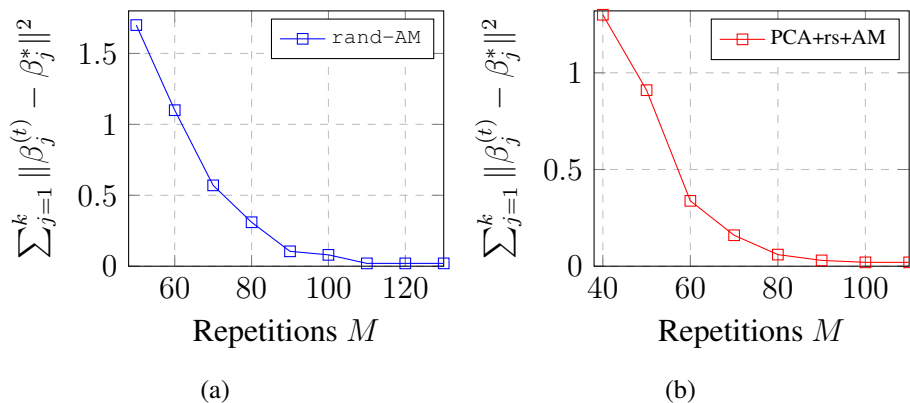 rand-AM
1.5
1
0.5
0
60 80 100 120
Repetitions M
∑_{j=1}^{k} ||β_j^{(t)} − β_j^*||^2
(a)
PCA+rs+AM
1
0.5
0
40 60 80 100
Repetitions M
∑_{j=1}^{k} ||β_j^{(t)} − β_j^*||^2
(b)